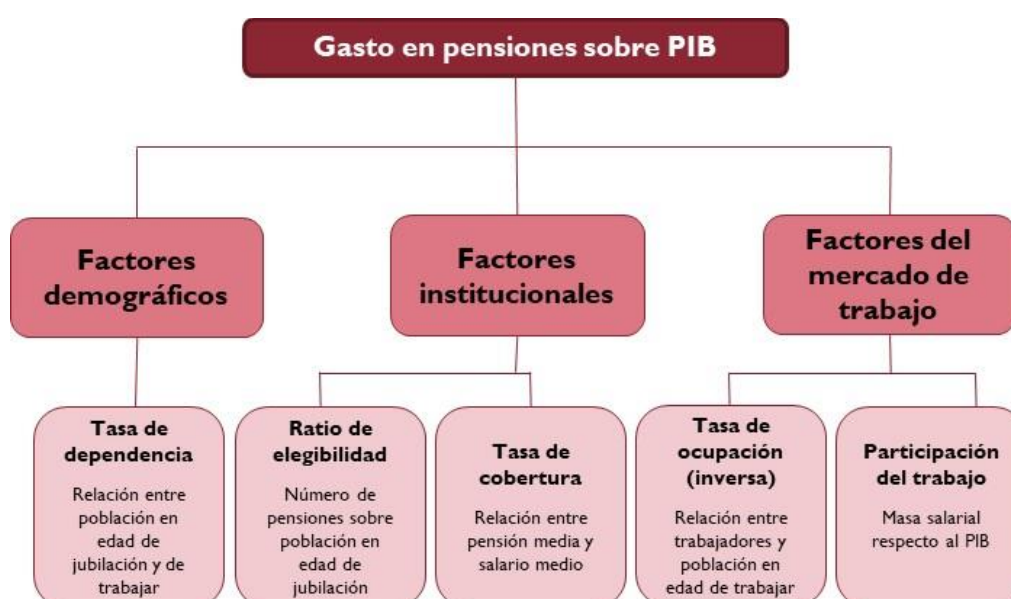 Gasto en pensiones sobre PIB
Factores
demográficos
Factores
institucionales
Factores del
mercado de
trabajo
Tasa de
dependencia
Relación entre
población en
edad de
jubilación y de
trabajar
Ratio de
elegibilidad
Número de
pensiones sobre
población en
edad de
jubilación
Tasa de
cobertura
Relación entre
pensión media y
salario medio
Tasa de
ocupación
(inversa)
Relación entre
trabajadores y
población en
edad de trabajar
Participación
del trabajo
Masa salarial
respecto al PIB